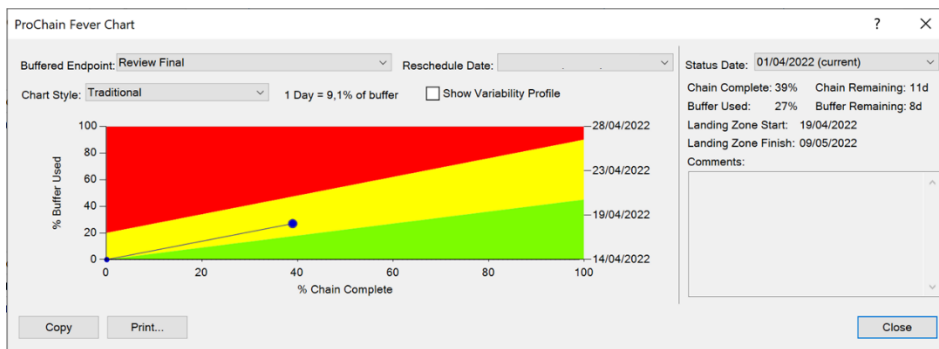 ProChain Fever Chart
? X
Buffered Endpoint: Review Final
Reschedule Date:
Chart Style: Traditional
1 Day = 9,1% of buffer
Show Variability Profile
100
80
60
40
20
0
% Buffer Used
28/04/2022
23/04/2022
19/04/2022
14/04/2022
0 20 40 60 80 100
% Chain Complete
Status Date: 01/04/2022 (current)
Chain Complete: 39% Chain Remaining: 11d
Buffer Used: 27% Buffer Remaining: 8d
Landing Zone Start: 19/04/2022
Landing Zone Finish: 09/05/2022
Comments:
Copy
Print...
Close